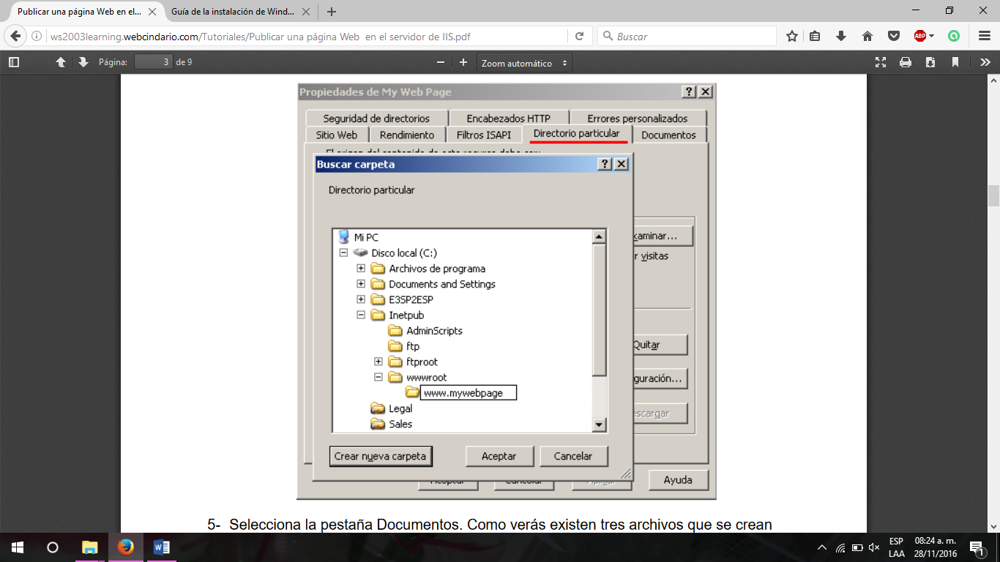 Publicar una página Web en el...
Guía de la instalación de Wind...
ws2003learning.webcindario.com/Tutoriales/Publicar una página Web en el servidor de IIS.pdf
Buscar
ABP
Página: 3 de 9
Zoom automático
Propiedades de My Web Page
Seguridad de directorios
Encabezados HTTP
Errores personalizados
Sitio Web
Rendimiento
Filtros ISAPI
Directorio particular
Documentos
Buscar carpeta
Directorio particular
Mi PC
Disco local (C:)
Archivos de programa
Documents and Settings
E3SP2ESP
Inetpub
AdminScripts
ftp
ftproot
wwwroot
www.mywebpage
Legal
Sales
xaminar...
r visitas
Quitar
guración...
escargar
Crear nueva carpeta
Aceptar
Cancelar
Ayuda
5- Selecciona la pestaña Documentos. Como verás existen tres archivos que se crean
ESP
LAA
08:24 a. m.
28/11/2016
1